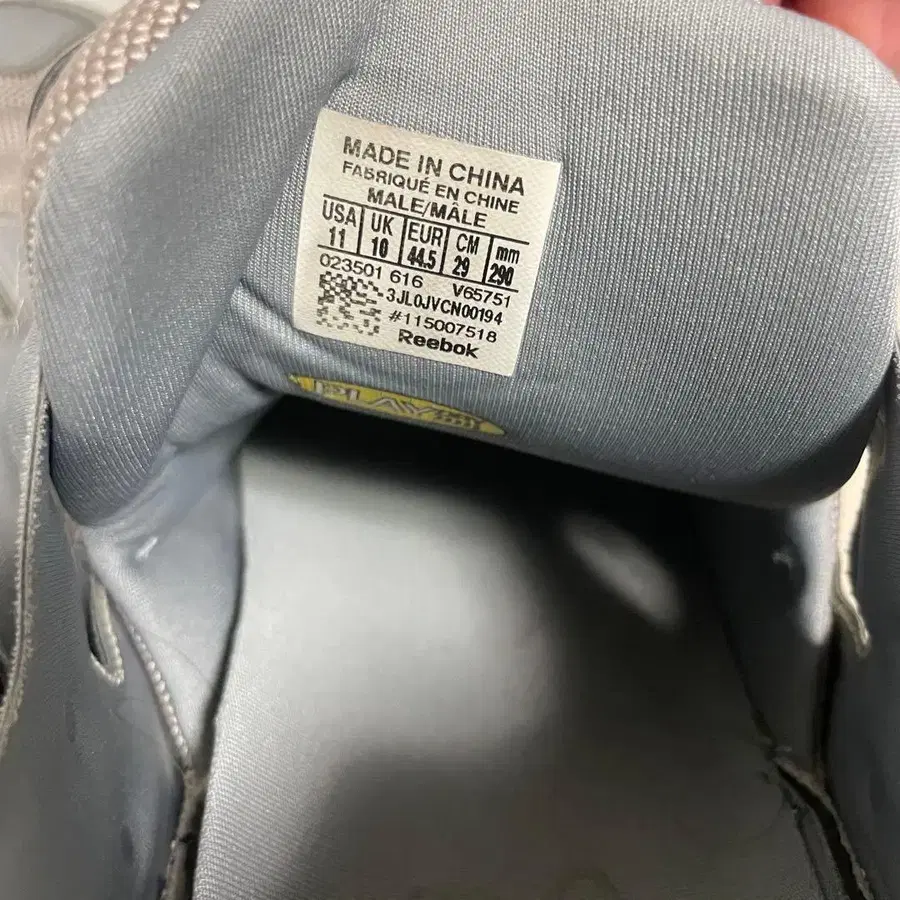 MADE IN CHINA
FABRIQUÉ EN CHINE
MALE/MÂLE
USA UK EUR CM mm
11 10 44.5 29 290
023501 616 V65751
3JL0JVCN00194
#115007518
Reebok
PLAY